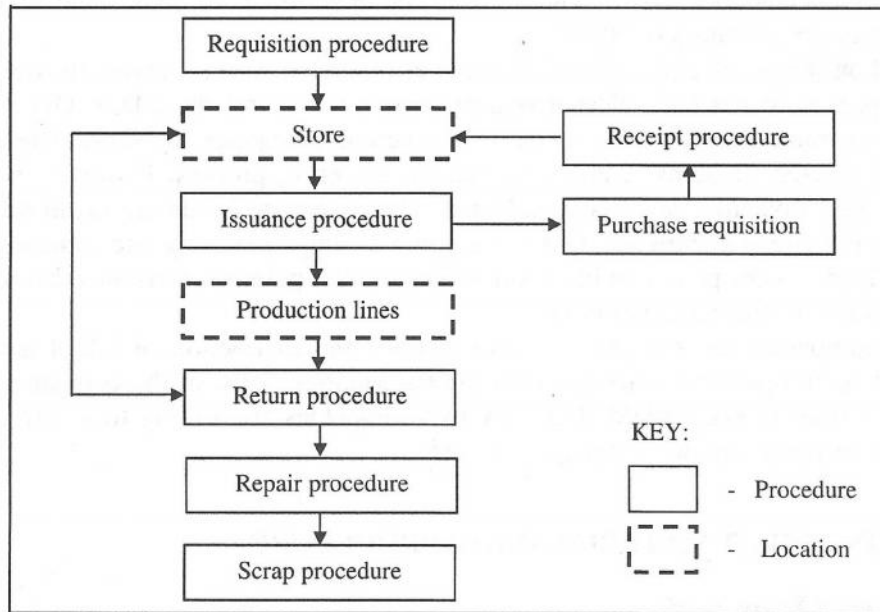 Requisition procedure
Store
Receipt procedure
Issuance procedure
Purchase requisition
Production lines
Return procedure
KEY:
Repair procedure
- Procedure
- Location
Scrap procedure